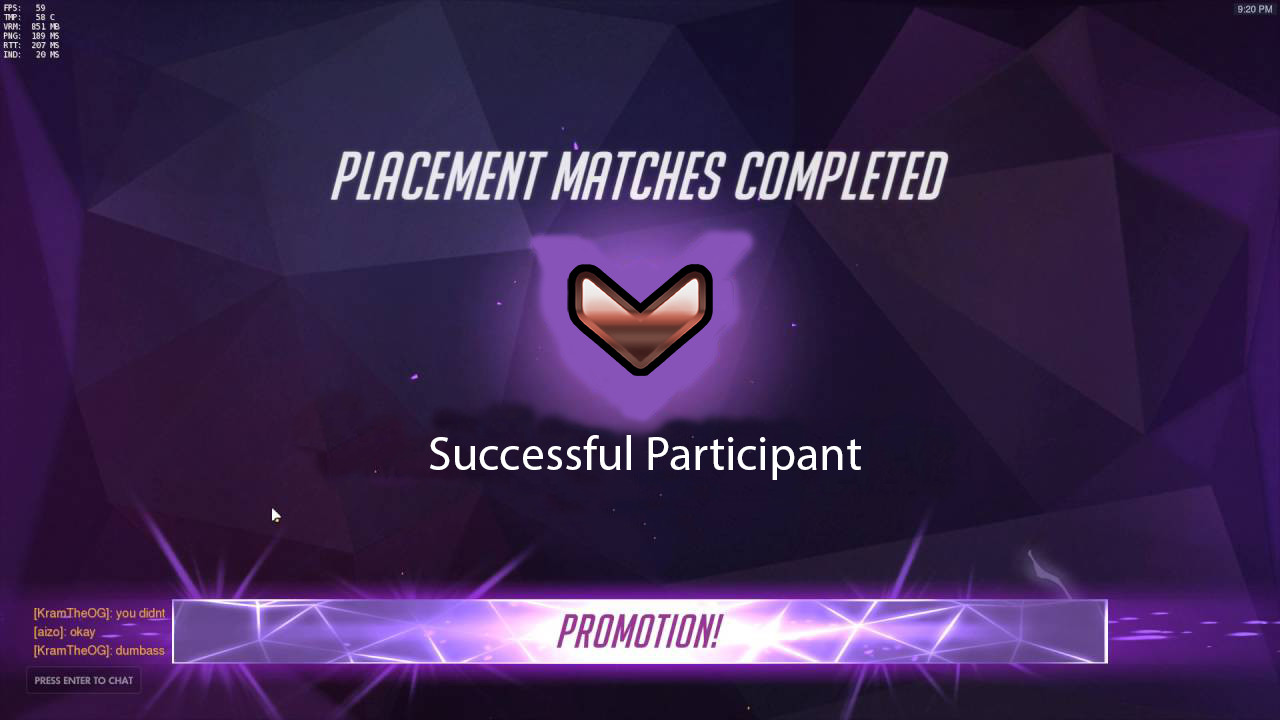 FPS: 59
TMP: 58 C
VRM: 851 MB
PNG: 189 MS
RTT: 207 MS
IND: 20 MS
9:20 PM
PLACEMENT MATCHES COMPLETED
Successful Participant
PROMOTION!
[KramTheOG]: you didnt
[aizo]: okay
[KramTheOG]: dumbass
PRESS ENTER TO CHAT